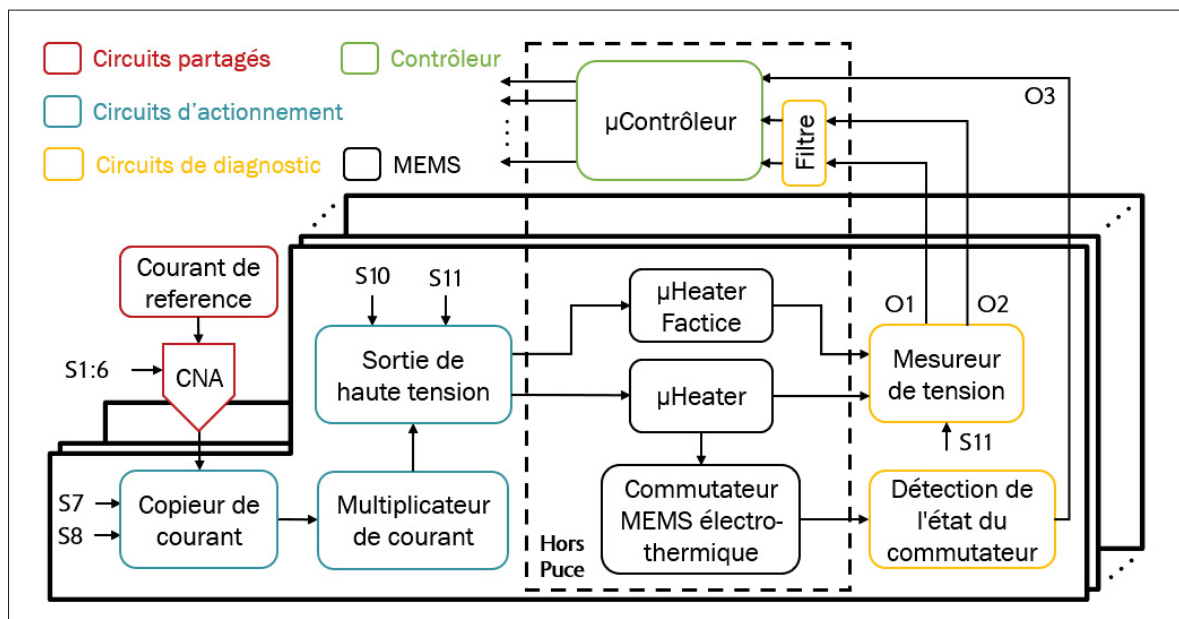 Circuits partagés
Contrôleur
Circuits d'actionnement
Circuits de diagnostic
MEMS
µContrôleur
Filtre
O3
Courant de
reference
S1:6
CNA
S10
S11
Sortie de
haute tension
µHeater
Factice
µHeater
O1
O2
Mesureur
de tension
S11
S7
S8
Copieur de
courant
Multiplicateur
de courant
Hors
Puce
Commutateur
MEMS électro-
thermique
Détection de
l'état du
commutateur